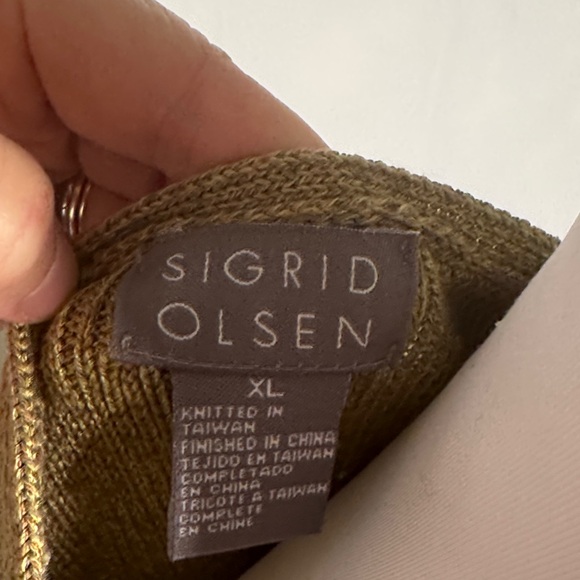 SIGRID
OLSEN
XL
KNITTED IN
TAIWAN
FINISHED IN CHINA
TEJIDO EN TAIWAN
COMPLETADO
EN CHINA
TRICOTE A TAIWAN
COMPLETE
EN CHINE